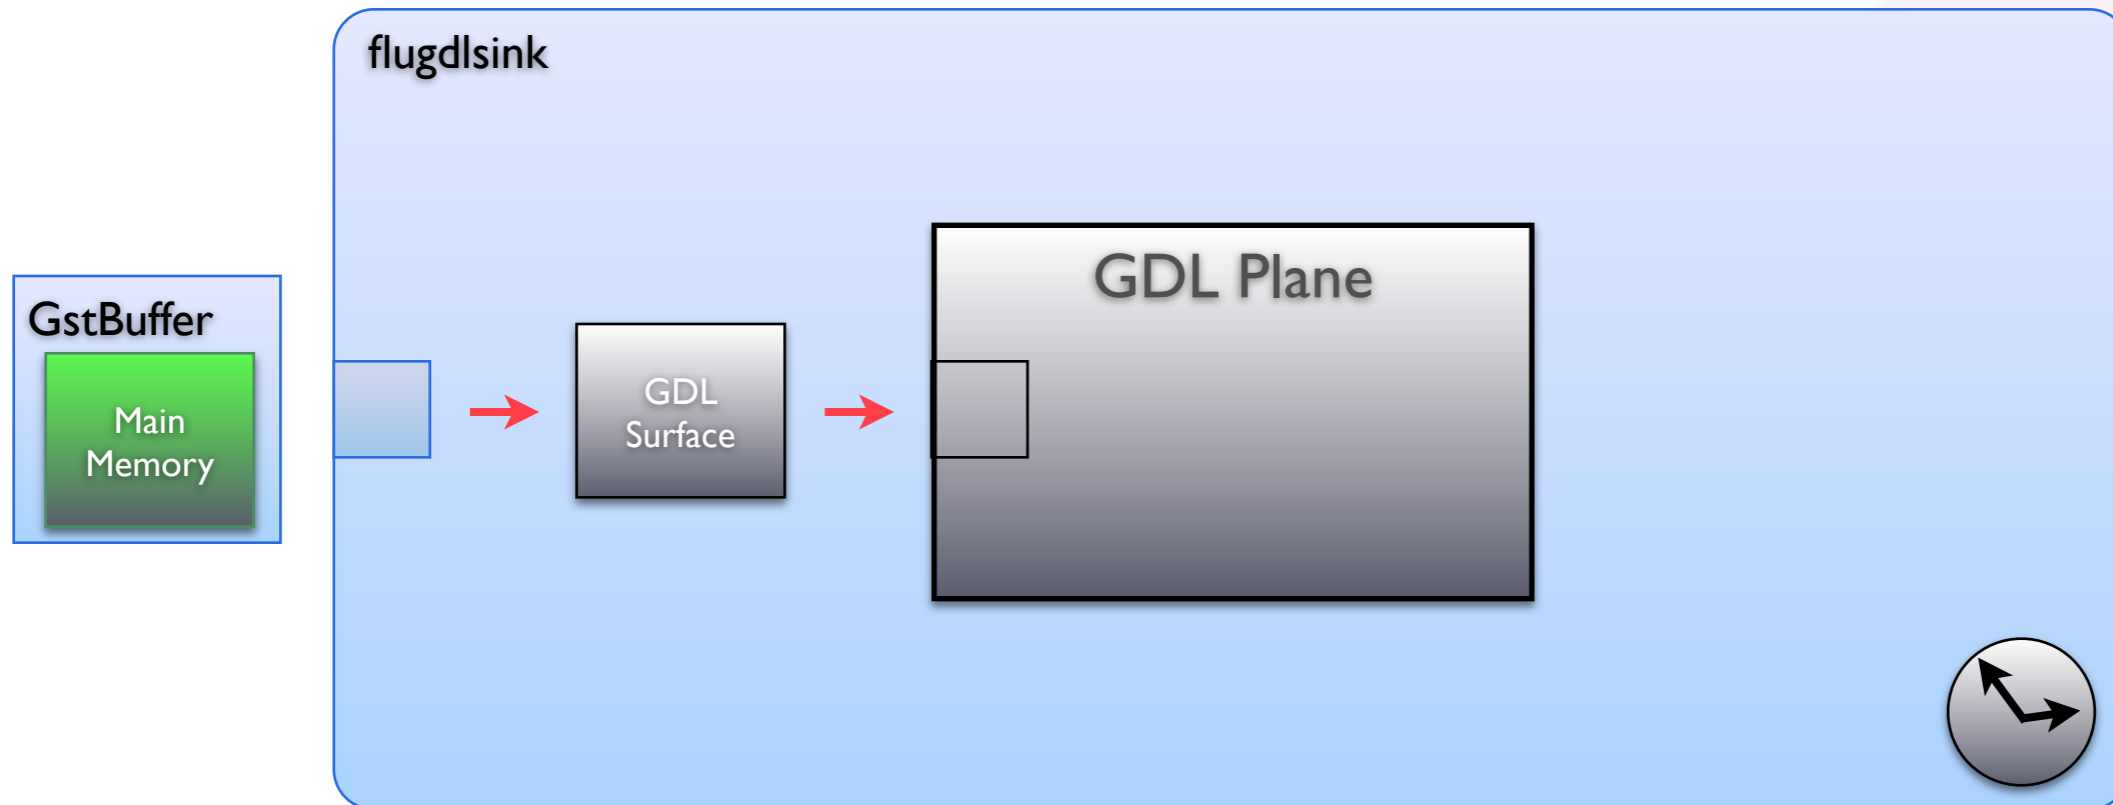 flugdlsink
GDL Plane
GstBuffer
Main
Memory
GDL
Surface